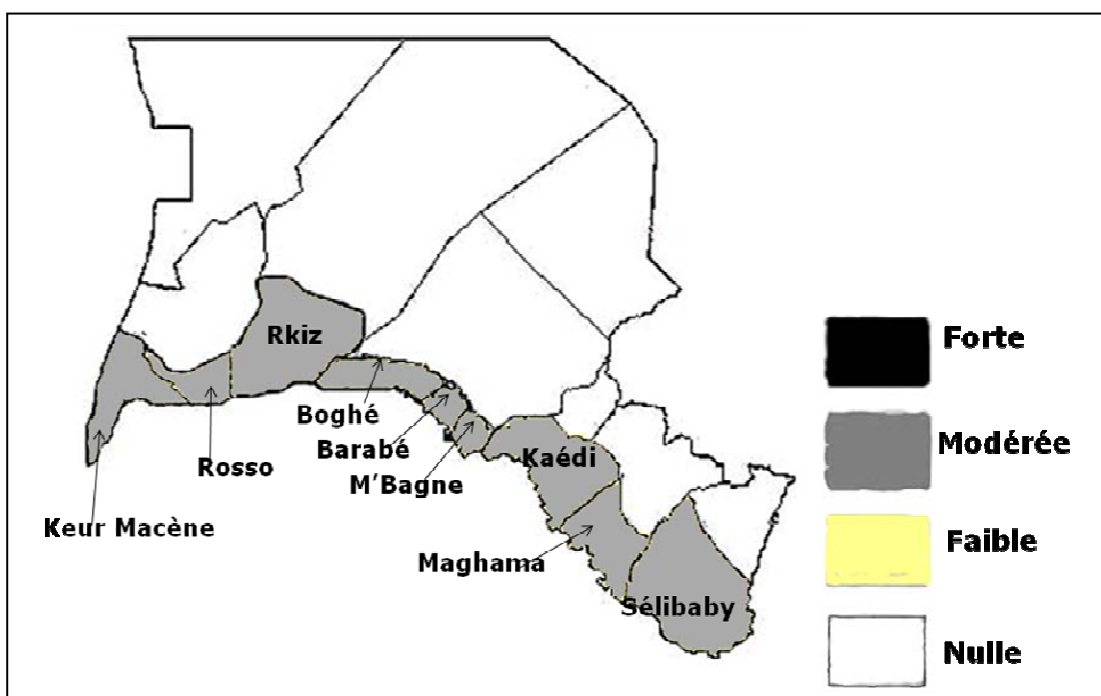 Rkiz
Boghé
Barabé
M'Bagne
Rosso
Keur Macène
Kaédi
Maghama
Sélibaby
Forte
Modérée
Faible
Nulle